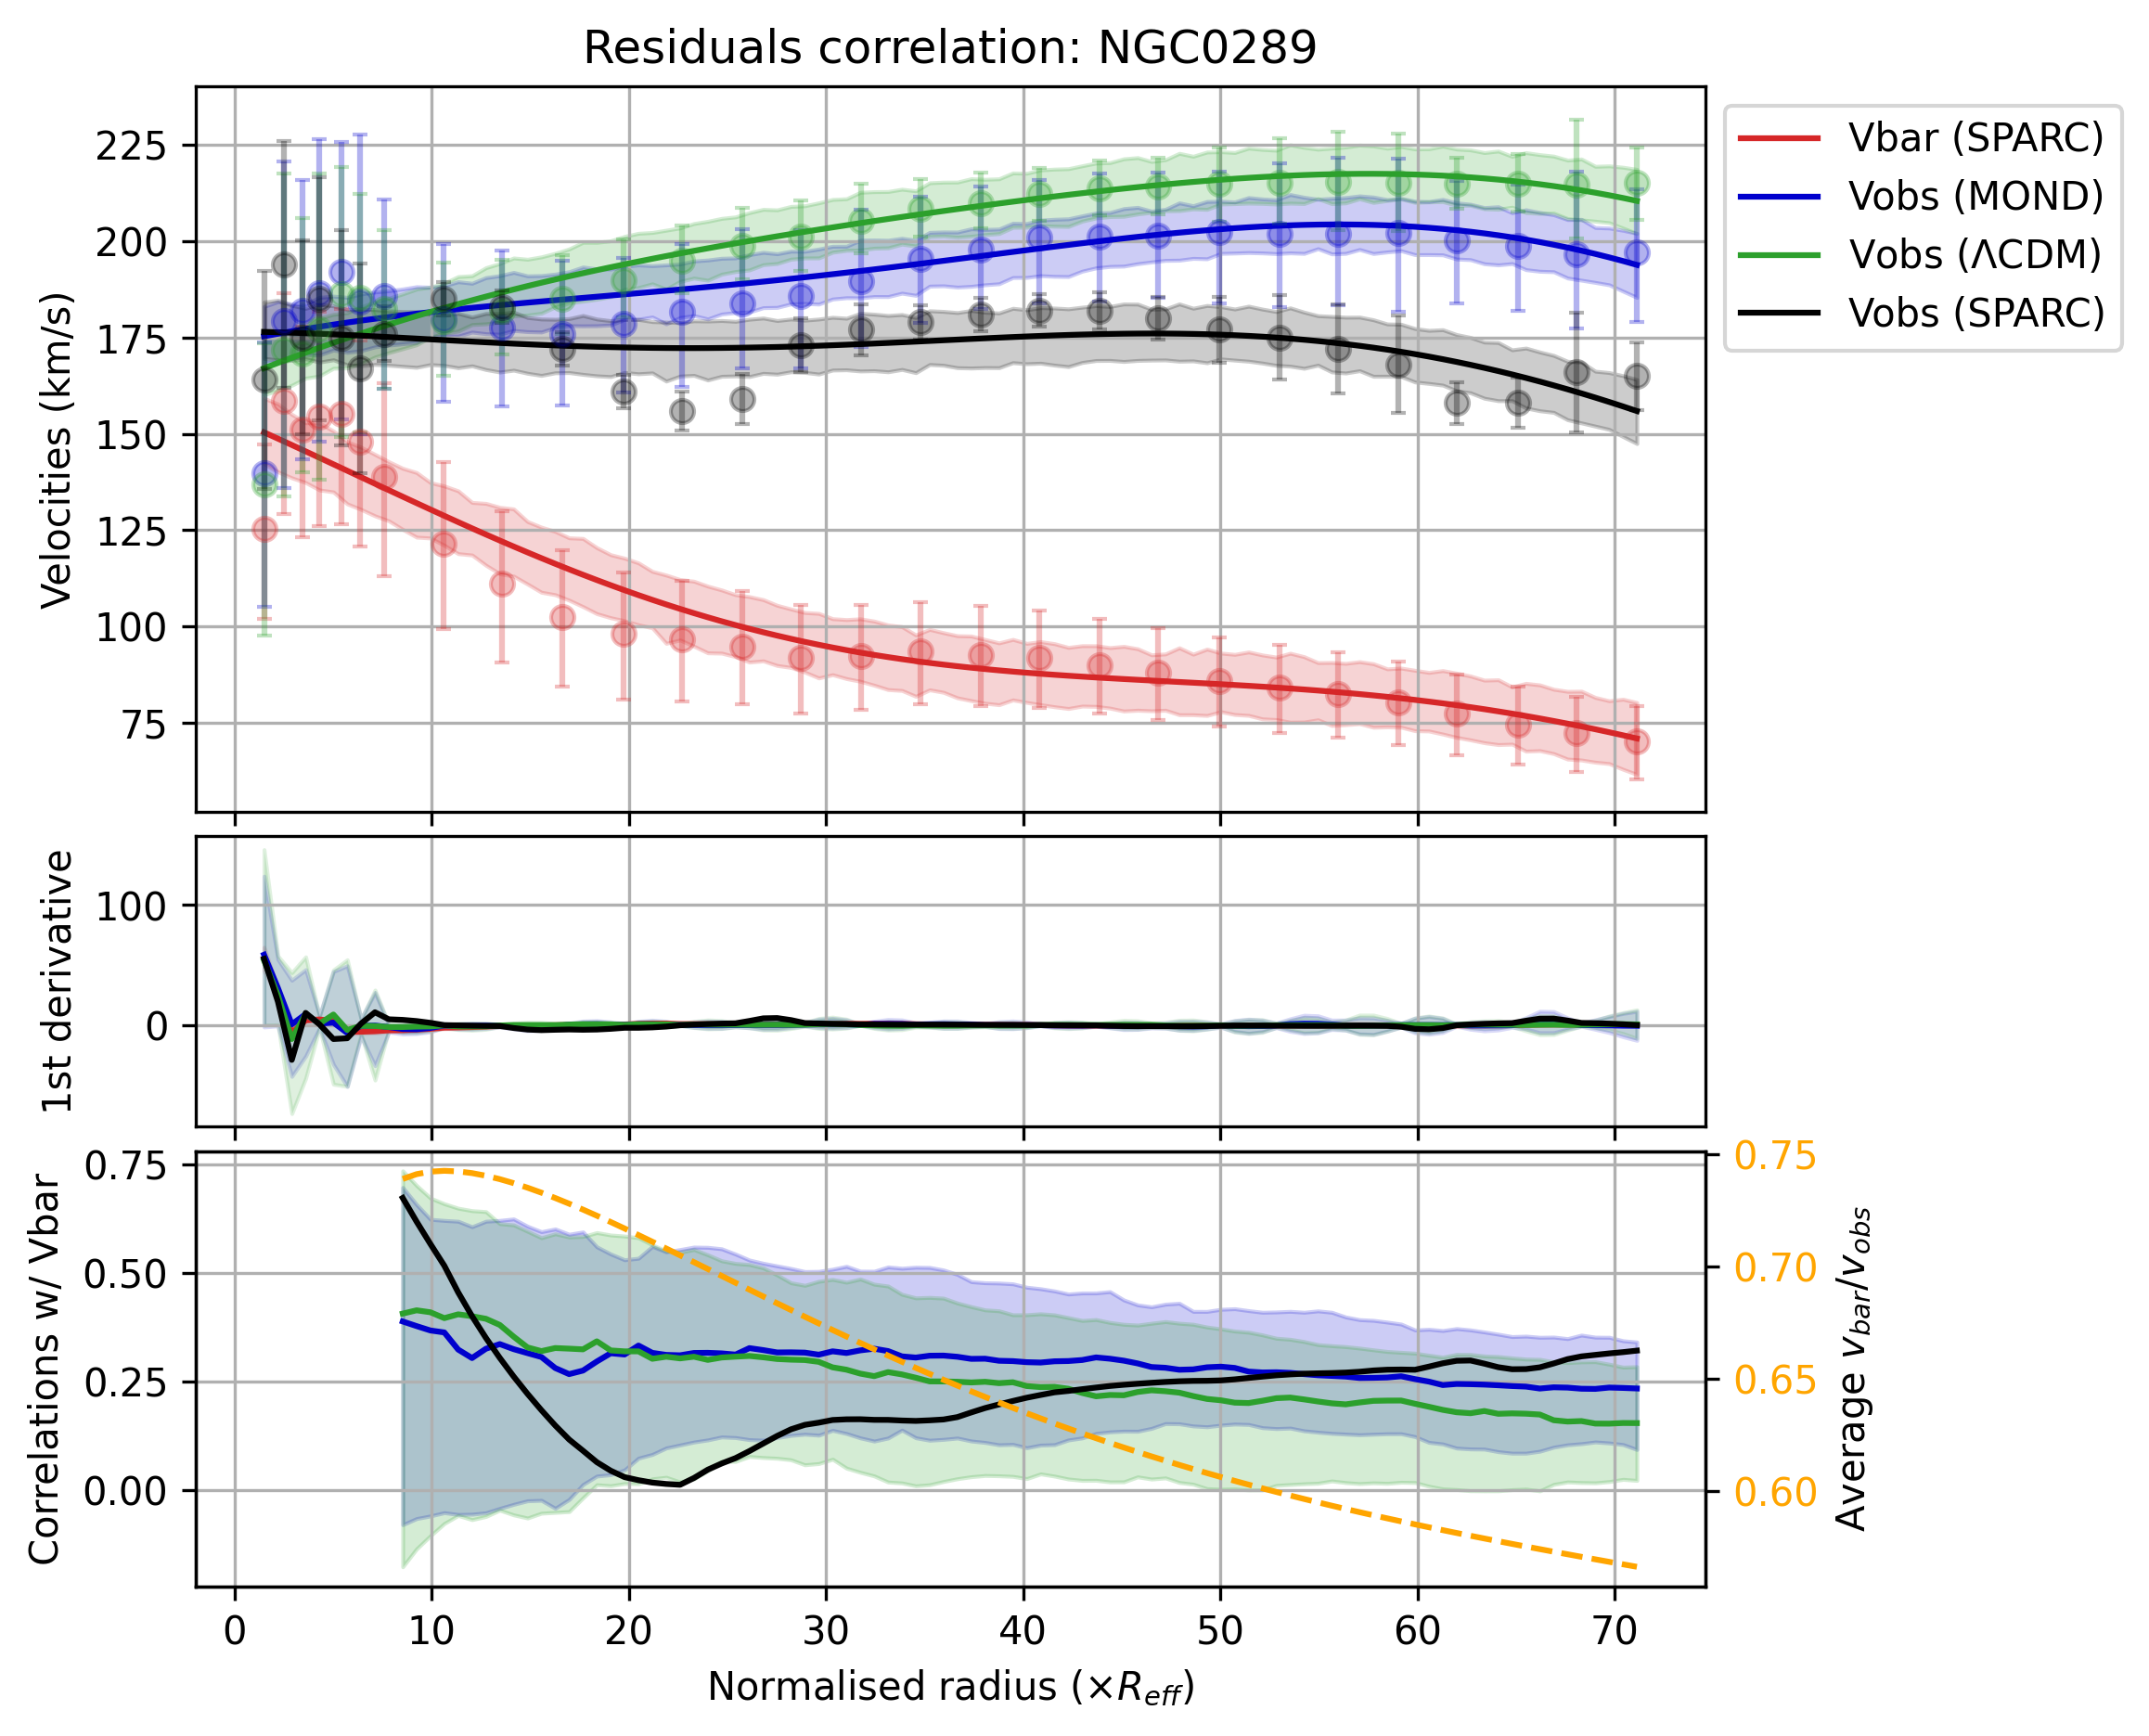 Residuals correlation: NGC0289
Velocities (km/s)
225
200
175
150
125
100
75
Vbar (SPARC)
Vobs (MOND)
Vobs (ΛCDM)
Vobs (SPARC)
1st derivative
100
0
Correlations w/ Vbar
0.75
0.50
0.25
0.00
0.75
0.70
0.65
0.60
Average v_bar/v_obs
0 10 20 30 40 50 60 70
Normalised radius (×R_eff)